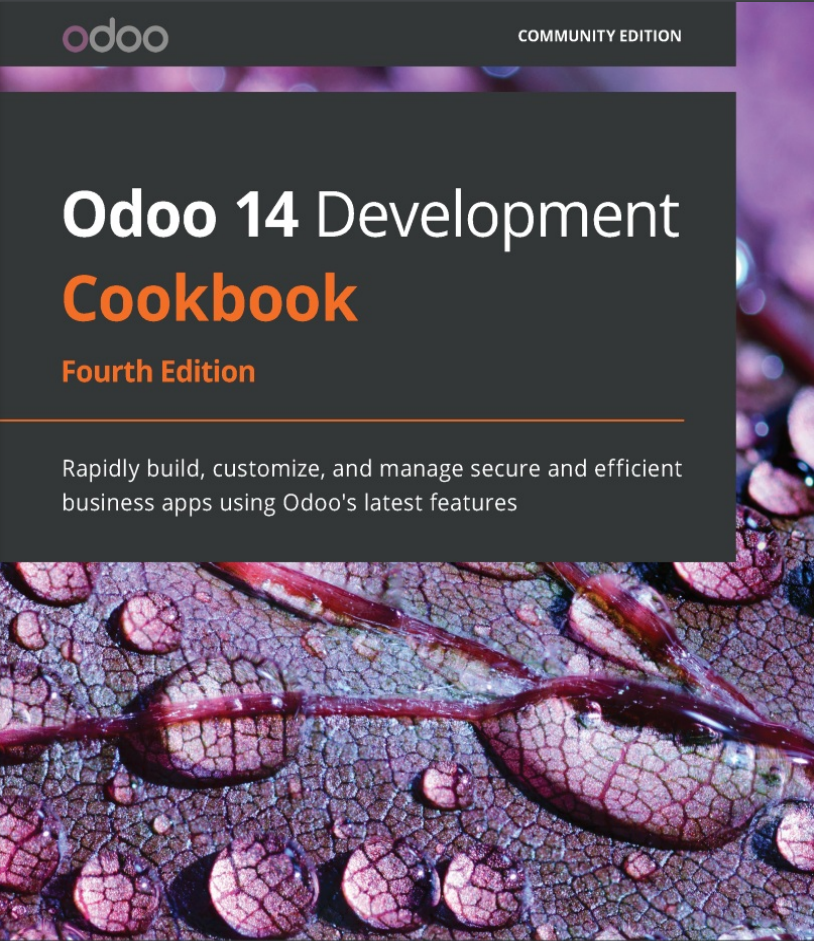 odoo
COMMUNITY EDITION
Odoo 14 Development
Cookbook
Fourth Edition
Rapidly build, customize, and manage secure and efficient
business apps using Odoo's latest features